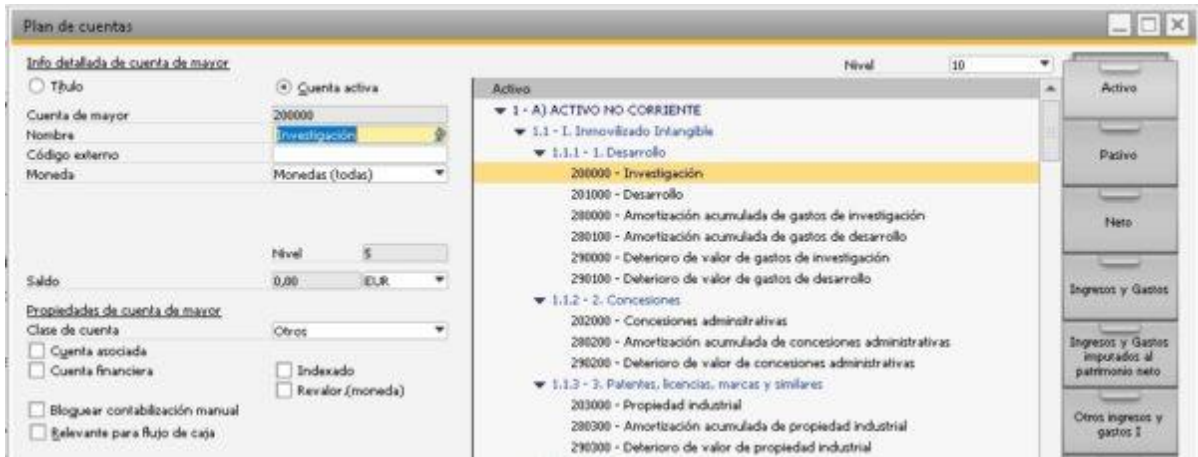 Plan de cuentas
Info detallada de cuenta de mayor
Título
Cuenta activa
Cuenta de mayor 200000
Nombre Investigación
Código externo
Moneda Monedas (todas)
Nivel 5
Saldo 0,00 EUR
Propiedades de cuenta de mayor
Clase de cuenta Otros
Cuenta asociada
Cuenta financiera
Indexado
Revalor.(moneda)
Bloquear contabilización manual
Relevante para flujo de caja
Nivel 10
Activo
1 - A) ACTIVO NO CORRIENTE
1.1 - I. Inmovilizado Intangible
1.1.1 - 1. Desarrollo
200000 - Investigación
201000 - Desarrollo
280000 - Amortización acumulada de gastos de investigación
280100 - Amortización acumulada de gastos de desarrollo
290000 - Deterioro de valor de gastos de investigación
290100 - Deterioro de valor de gastos de desarrollo
1.1.2 - 2. Concesiones
202000 - Concesiones adminsitrativas
280200 - Amortización acumulada de concesiones administrativas
290200 - Deterioro de valor de concesiones administrativas
1.1.3 - 3. Patentes, licencias, marcas y similares
203000 - Propiedad industrial
280300 - Amortización acumulada de propiedad industrial
290300 - Deterioro de valor de propiedad industrial
Activo
Pasivo
Neto
Ingresos y Gastos
Ingresos y Gastos
imputados al
patrimonio neto
Otros ingresos y
gastos I